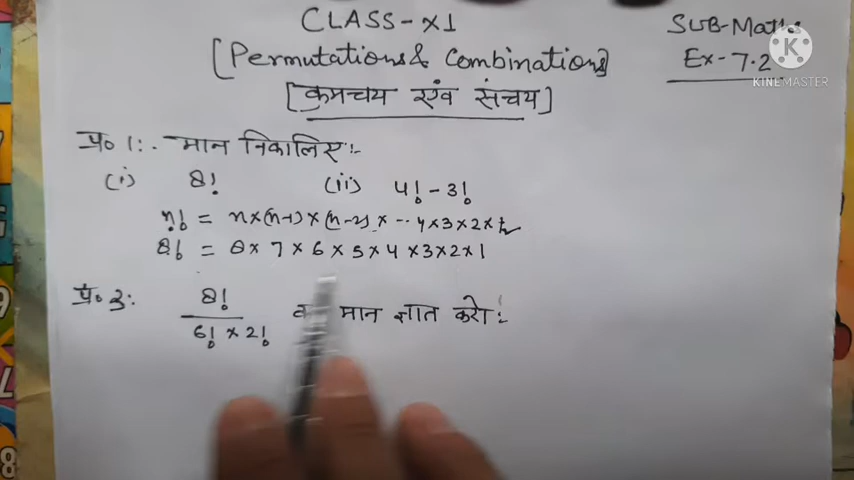 CLASS-XI
SUB-Maths
[Permutations & Combinations]
Ex-7.2
KINEMASTER
[क्रमचय एंव संचय]
प्र० 1:- मान निकालिए:-
(i) 8! (ii) 4! - 3!
n! = n×(n-1)×(n-2)×--4×3×2×1
8! = 8×7×6×5×4×3×2×1
प्र० 3: 8! / 6! × 2! मान ज्ञात करो:-